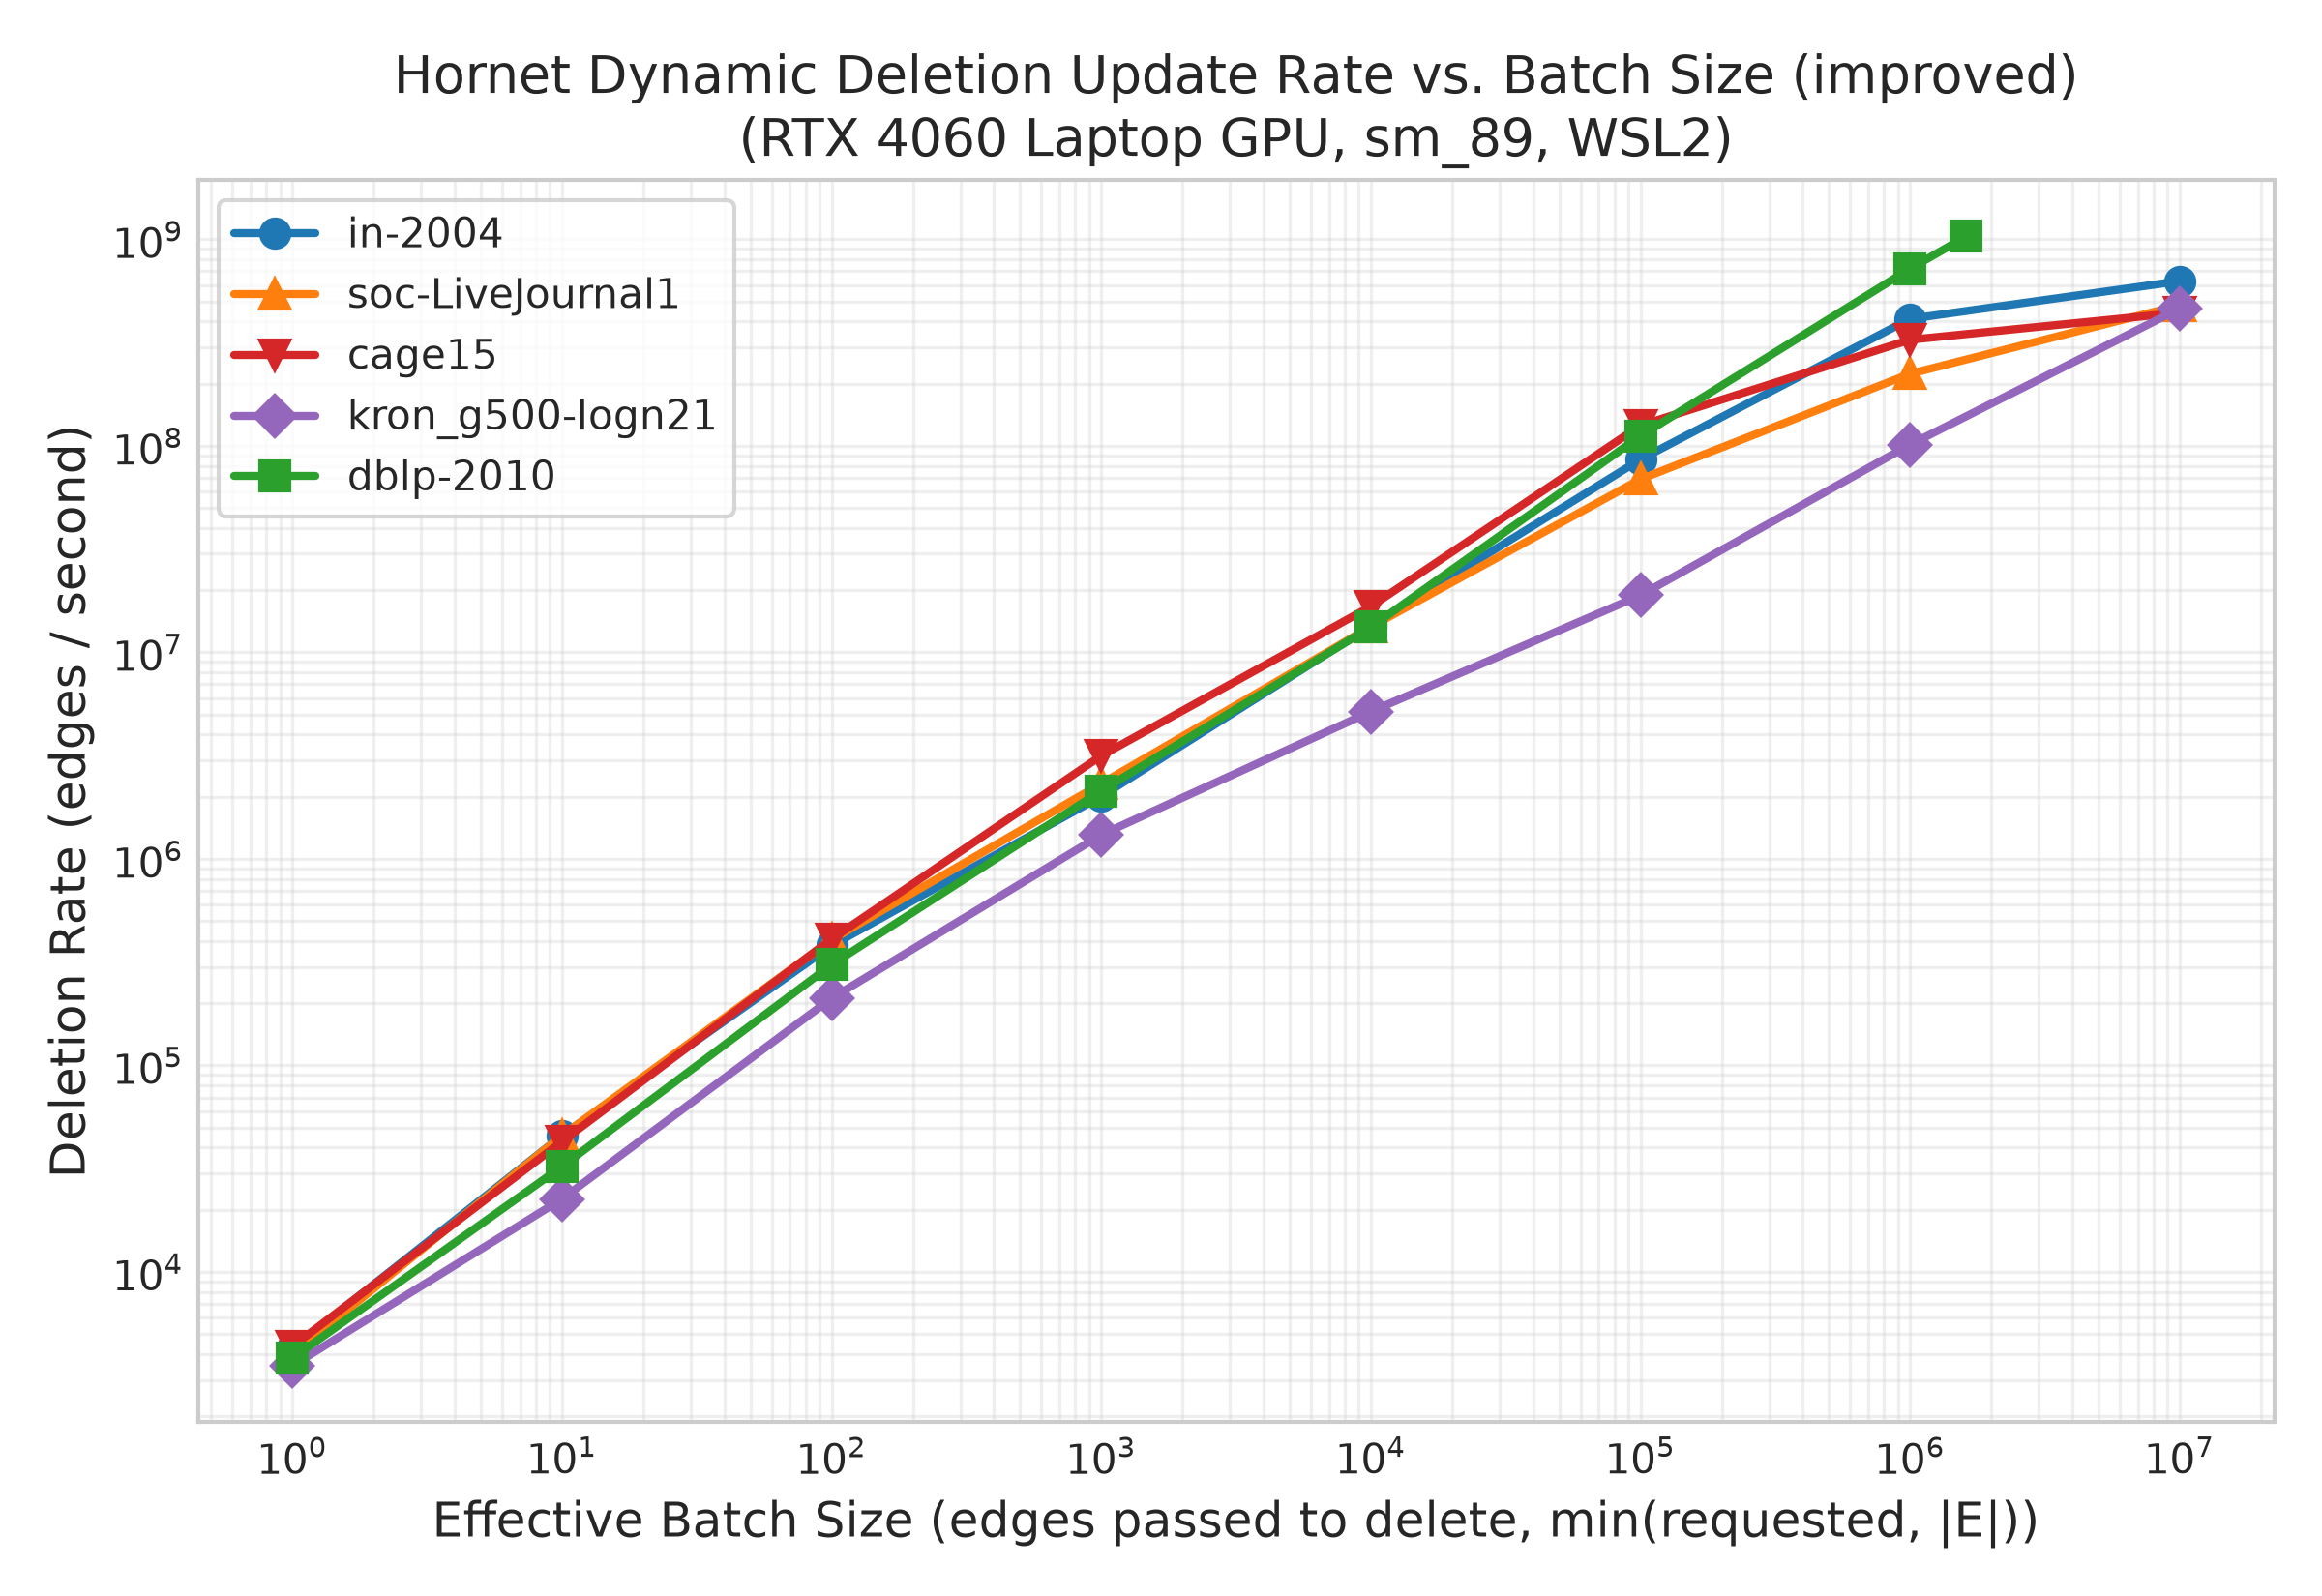 Hornet Dynamic Deletion Update Rate vs. Batch Size (improved)
(RTX 4060 Laptop GPU, sm_89, WSL2)
in-2004
soc-LiveJournal1
cage15
kron_g500-logn21
dblp-2010
Deletion Rate (edges / second)
10⁹
10⁸
10⁷
10⁶
10⁵
10⁴
10⁰ 10¹ 10² 10³ 10⁴ 10⁵ 10⁶ 10⁷
Effective Batch Size (edges passed to delete, min(requested, |E|))